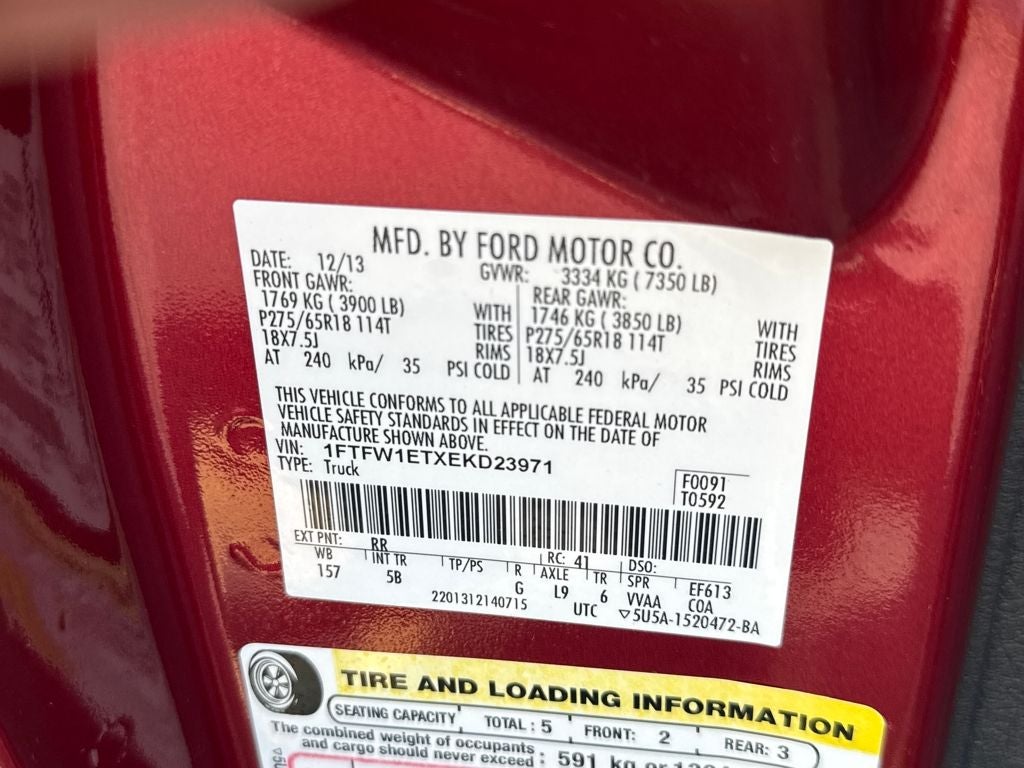 MFD. BY FORD MOTOR CO.
DATE: 12/13 GVWR: 3334 KG ( 7350 LB)
FRONT GAWR: REAR GAWR:
1769 KG ( 3900 LB) WITH 1746 KG ( 3850 LB) WITH
P275/65R18 114T TIRES P275/65R18 114T TIRES
18X7.5J RIMS 18X7.5J RIMS
AT 240 kPa/ 35 PSI COLD AT 240 kPa/ 35 PSI COLD
THIS VEHICLE CONFORMS TO ALL APPLICABLE FEDERAL MOTOR
VEHICLE SAFETY STANDARDS IN EFFECT ON THE DATE OF
MANUFACTURE SHOWN ABOVE.
VIN: 1FTFW1ETXEKD23971
TYPE: Truck
F0091
T0592
EXT PNT: RR RC: 41 DSO:
WB INT TR TP/PS R AXLE TR SPR EF613
157 5B G L9 6 VVAA COA
2201312140715 UTC ▽5U5A-1520472-BA
TIRE AND LOADING INFORMATION
SEATING CAPACITY TOTAL: 5 FRONT: 2 REAR: 3
The combined weight of occupants
and cargo should never exceed : 591 kg or